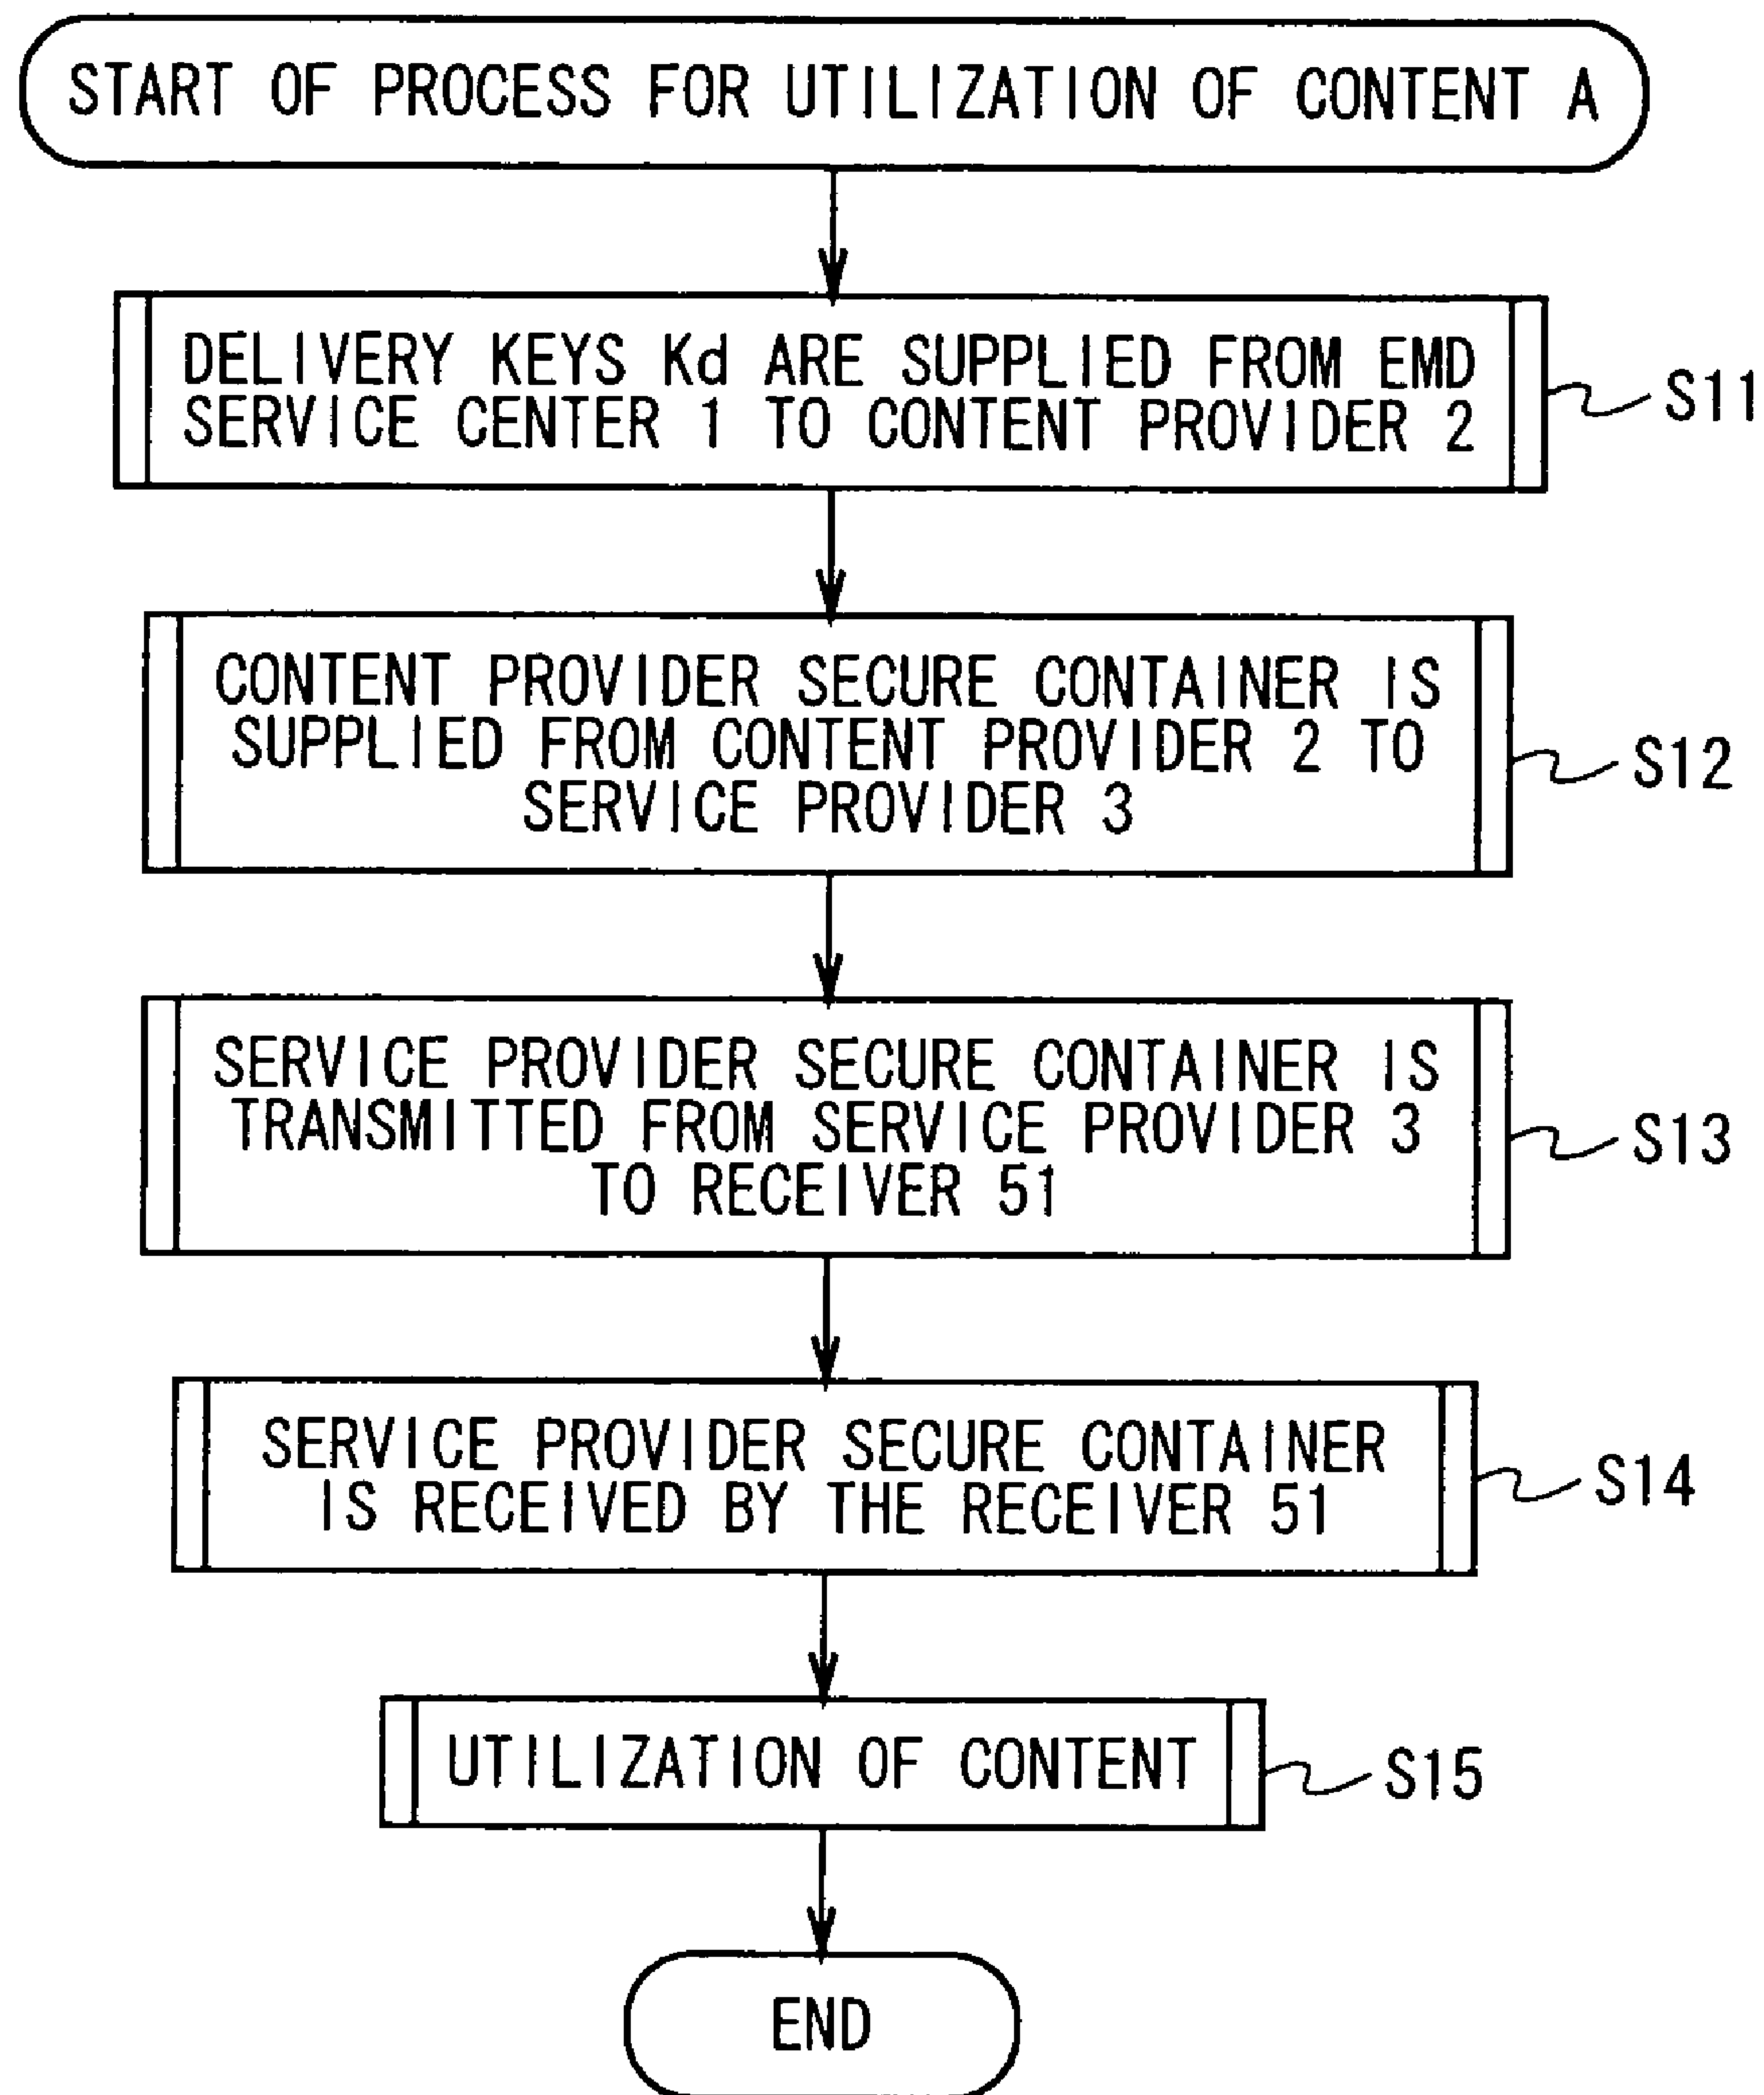 START OF PROCESS FOR UTILIZATION OF CONTENT A
DELIVERY KEYS Kd ARE SUPPLIED FROM EMD
SERVICE CENTER 1 TO CONTENT PROVIDER 2
S11
CONTENT PROVIDER SECURE CONTAINER IS
SUPPLIED FROM CONTENT PROVIDER 2 TO
SERVICE PROVIDER 3
S12
SERVICE PROVIDER SECURE CONTAINER IS
TRANSMITTED FROM SERVICE PROVIDER 3
TO RECEIVER 51
S13
SERVICE PROVIDER SECURE CONTAINER
IS RECEIVED BY THE RECEIVER 51
S14
UTILIZATION OF CONTENT
S15
END